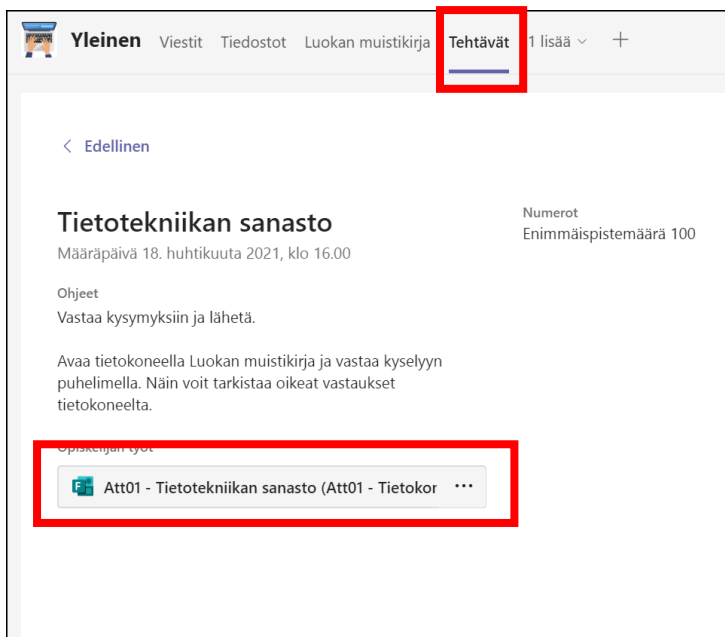 Yleinen Viestit Tiedostot Luokan muistikirja Tehtävät 1 lisää
Edellinen
Tietotekniikan sanasto
Määräpäivä 18. huhtikuuta 2021, klo 16.00
Numerot
Enimmäispistemäärä 100
Ohjeet
Vastaa kysymyksiin ja lähetä.
Avaa tietokoneella Luokan muistikirja ja vastaa kyselyyn
puhelimella. Näin voit tarkistaa oikeat vastaukset
tietokoneelta.
Opiskelijan työt
Att01 - Tietotekniikan sanasto (Att01 - Tietokor ...